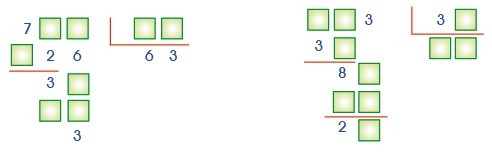 7 □ □ □ □
□ 2 6 6 3
3 □
□ □
3
□ □ 3 3 □
3 □ □ □
8 □
□ □
2 □